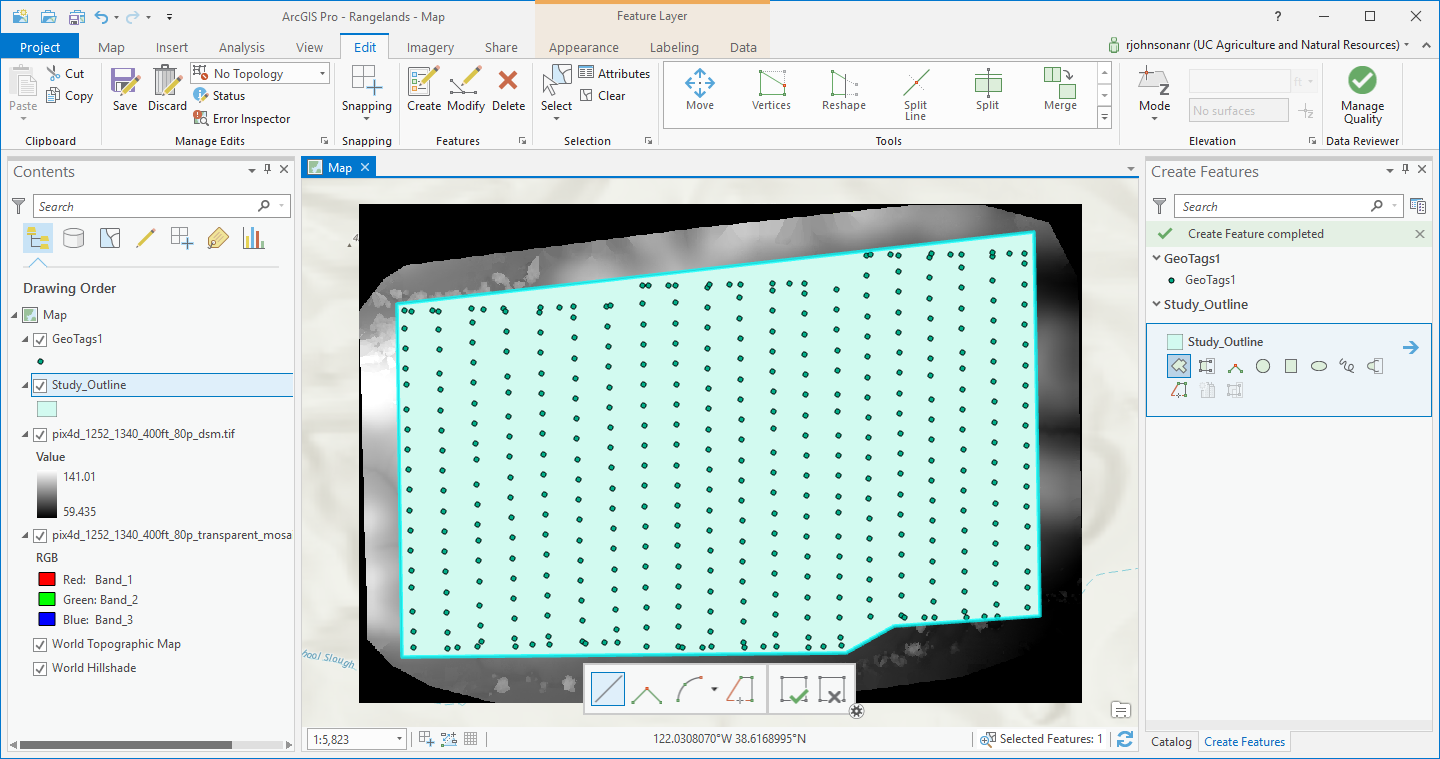 ArcGIS Pro - Rangelands - Map
Feature Layer
?
Project Map Insert Analysis View Edit Imagery Share Appearance Labeling Data
rjohnsonanr (UC Agriculture and Natural Resources)
Paste
Cut
Copy
Clipboard
Save
Discard
No Topology
Status
Error Inspector
Manage Edits
Snapping
Snapping
Create
Modify
Delete
Features
Select
Attributes
Clear
Selection
Move
Vertices
Reshape
Split
Line
Split
Merge
Tools
Mode
ft
No surfaces
Elevation
Manage
Quality
Data Reviewer
Contents
Search
Drawing Order
Map
GeoTags1
Study_Outline
pix4d_1252_1340_400ft_80p_dsm.tif
Value
141.01
59.435
pix4d_1252_1340_400ft_80p_transparent_mosa
RGB
Red: Band_1
Green: Band_2
Blue: Band_3
World Topographic Map
World Hillshade
Map
hool Slough
1:5,823
122.0308070°W 38.6168995°N
Selected Features: 1
Create Features
Search
Create Feature completed
GeoTags1
GeoTags1
Study_Outline
Study_Outline
Catalog Create Features